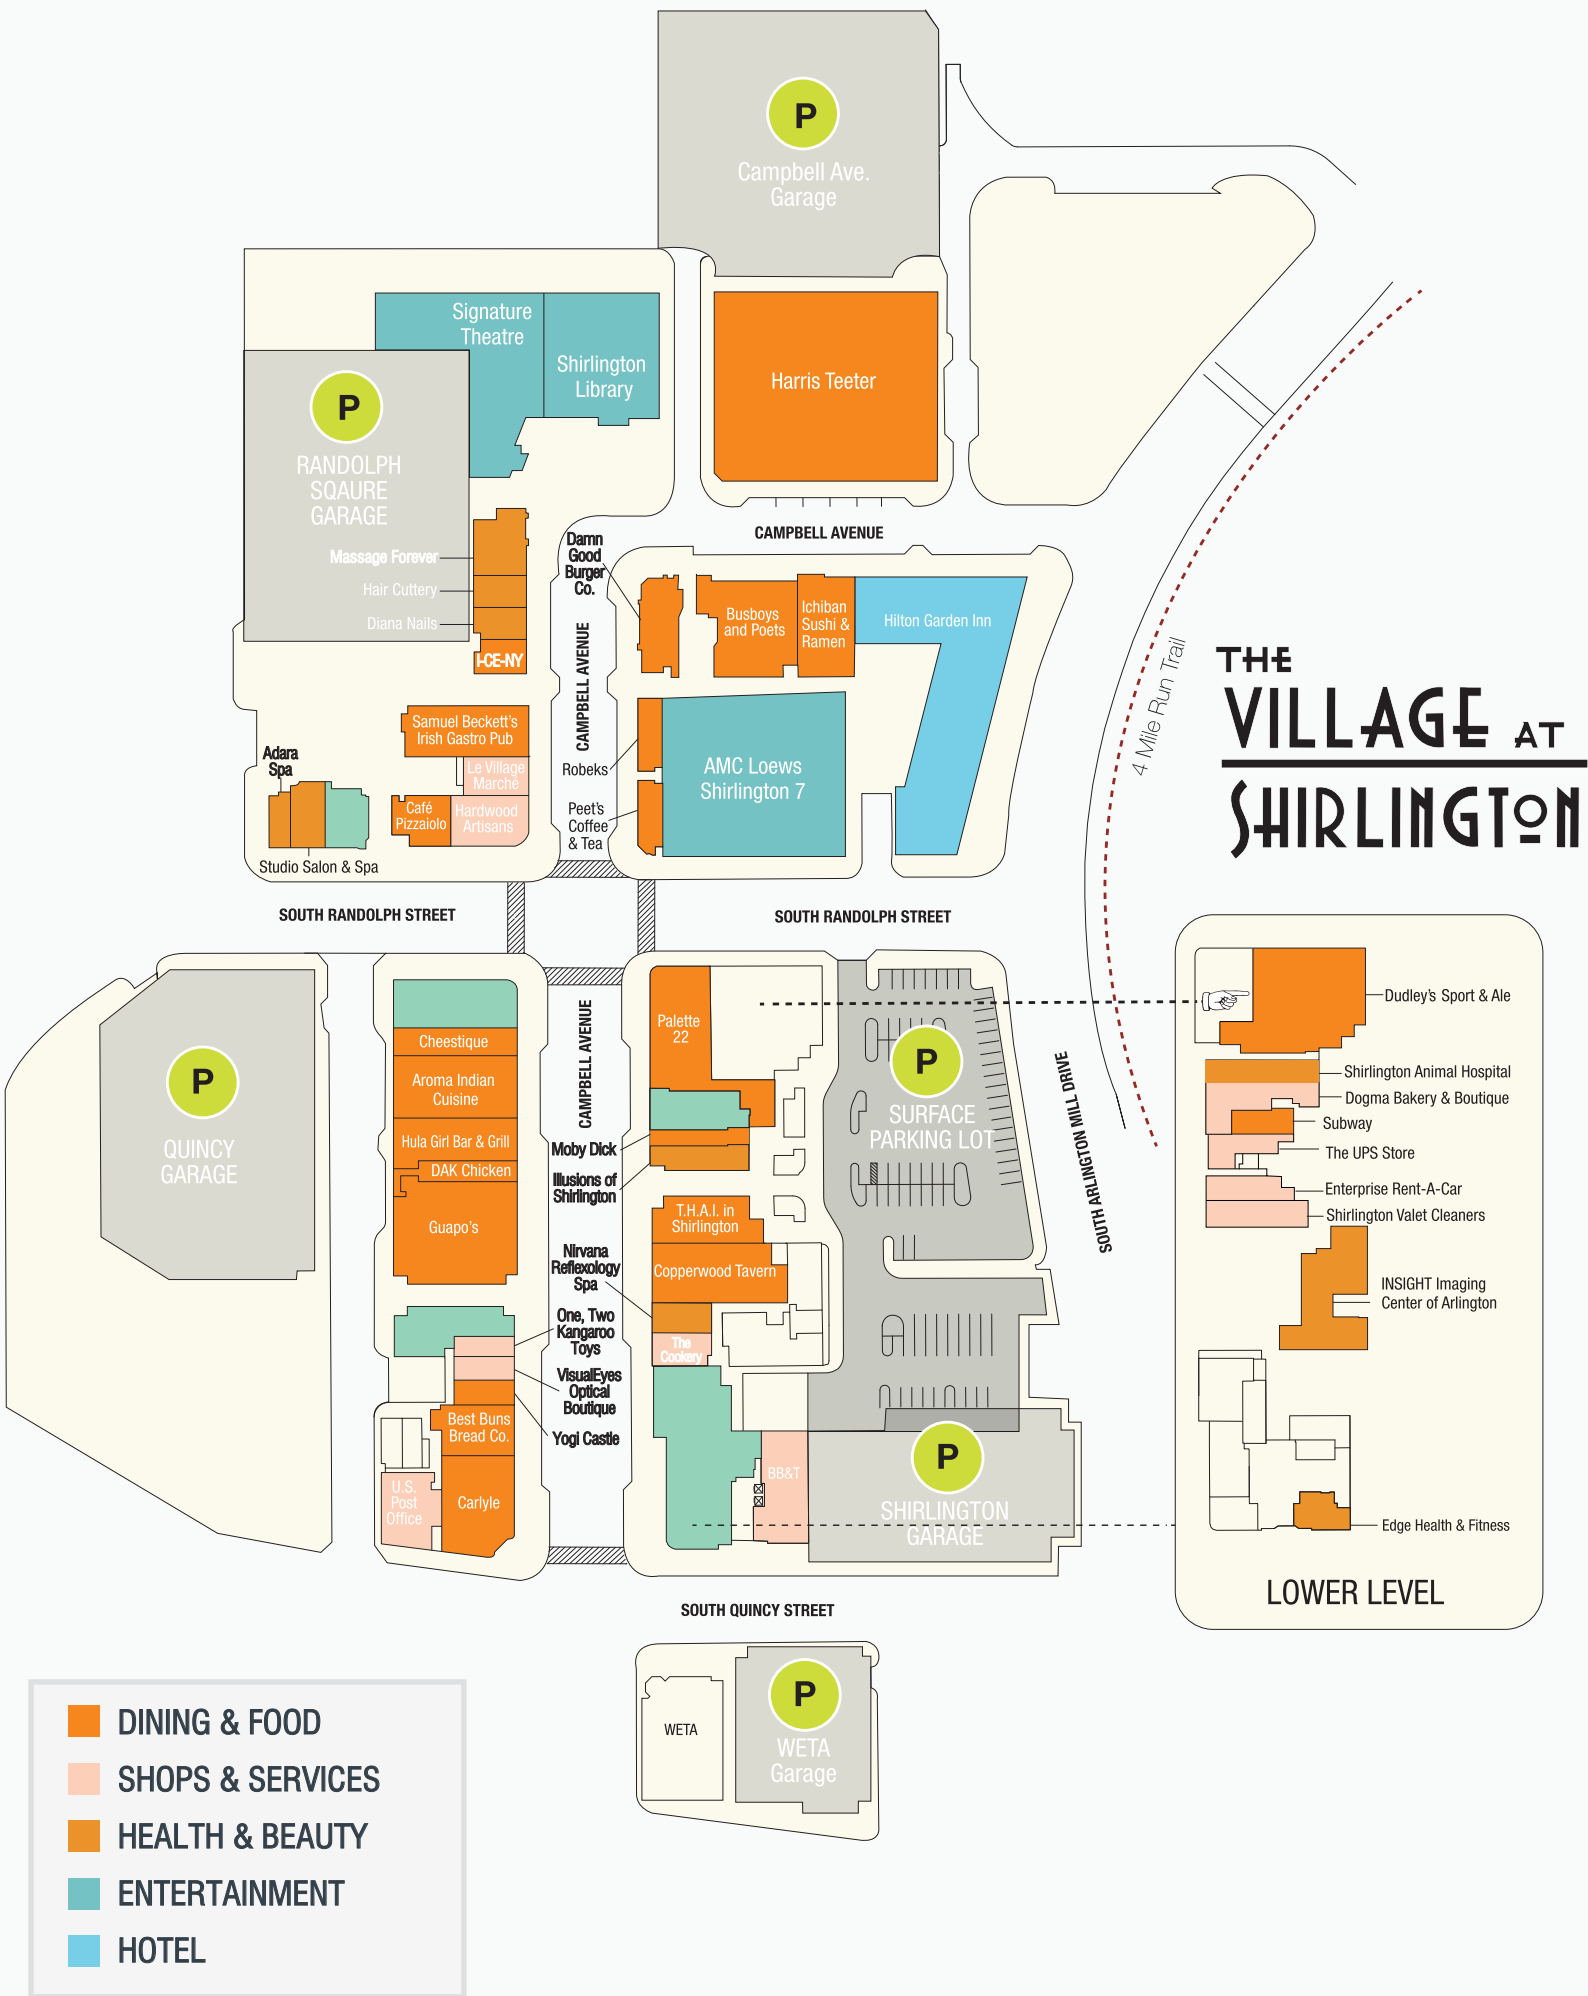 P
Campbell Ave.
Garage
Signature
Theatre
Shirlington
Library
Harris Teeter
P
RANDOLPH
SQAURE
GARAGE
Massage Forever
Hair Cuttery
Diana Nails
I-CE-NY
CAMPBELL AVENUE
Damn
Good
Burger
Co.
Busboys
and Poets
Ichiban
Sushi &
Ramen
Hilton Garden Inn
CAMPBELL AVENUE
Samuel Beckett's
Irish Gastro Pub
Le Village
Marché
Café
Pizzaiolo
Hardwood
Artisans
Adara
Spa
Studio Salon & Spa
Robeks
Peet's
Coffee
& Tea
AMC Loews
Shirlington 7
4 Mile Run Trail
THE
VILLAGE AT
SHIRLINGTON
SOUTH RANDOLPH STREET
SOUTH RANDOLPH STREET
P
QUINCY
GARAGE
Cheestique
Aroma Indian
Cuisine
Hula Girl Bar & Grill
DAK Chicken
Guapo's
CAMPBELL AVENUE
Palette
22
Moby Dick
Illusions of
Shirlington
T.H.A.I. in
Shirlington
Nirvana
Reflexology
Spa
Copperwood Tavern
The
Cookery
One, Two
Kangaroo
Toys
VisualEyes
Optical
Boutique
Yogi Castle
Best Buns
Bread Co.
U.S.
Post
Office
Carlyle
BB&T
P
SURFACE
PARKING LOT
SOUTH ARLINGTON MILL DRIVE
P
SHIRLINGTON
GARAGE
Dudley's Sport & Ale
Shirlington Animal Hospital
Dogma Bakery & Boutique
Subway
The UPS Store
Enterprise Rent-A-Car
Shirlington Valet Cleaners
INSIGHT Imaging
Center of Arlington
Edge Health & Fitness
LOWER LEVEL
SOUTH QUINCY STREET
WETA
P
WETA
Garage
DINING & FOOD
SHOPS & SERVICES
HEALTH & BEAUTY
ENTERTAINMENT
HOTEL